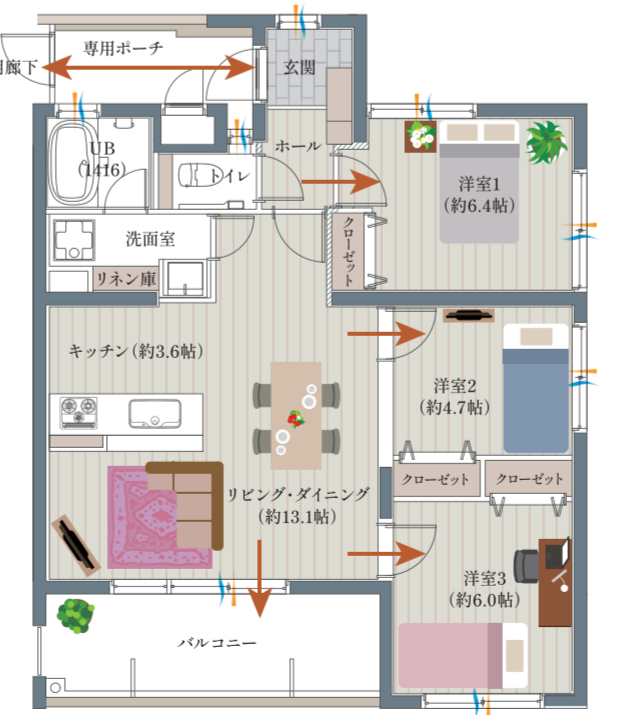 専用ポーチ
用廊下
玄関
ホール
UB
(1416)
トイレ
洋室1
(約6.4帖)
洗面室
クローゼット
リネン庫
キッチン(約3.6帖)
洋室2
(約4.7帖)
クローゼット
クローゼット
リビング・ダイニング
(約13.1帖)
洋室3
(約6.0帖)
バルコニー